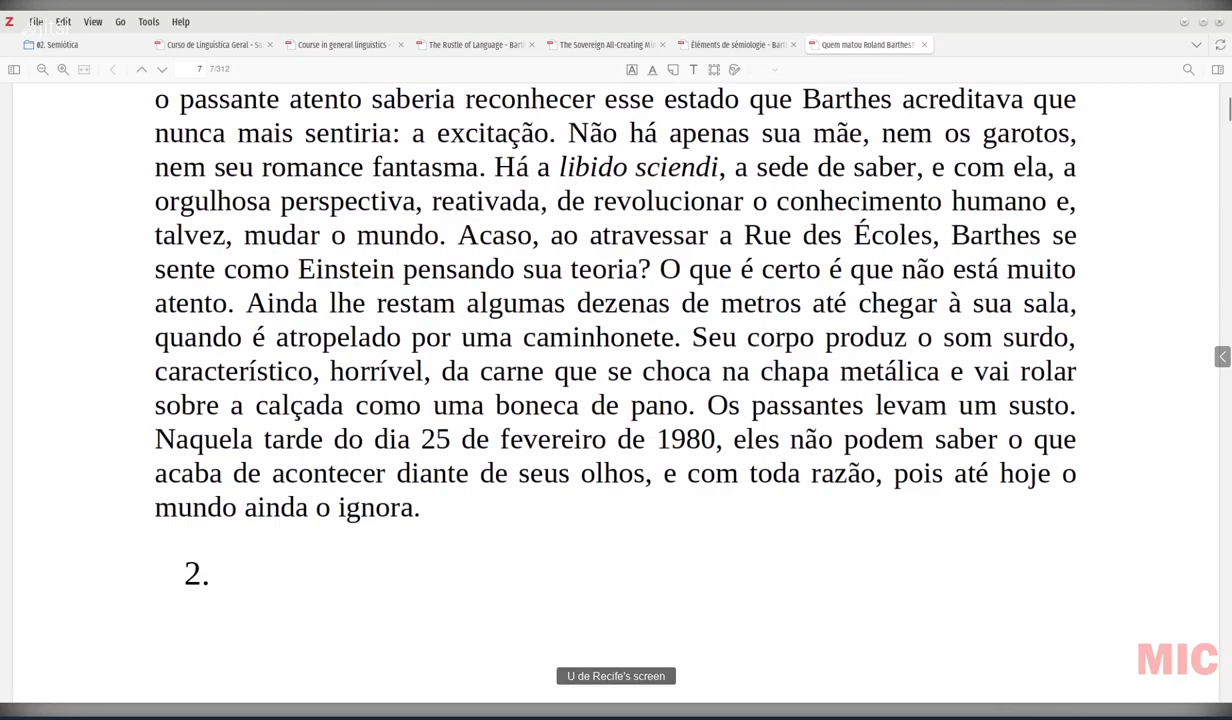 File Edit View Go Tools Help
02. Semiótica
Curso de Linguística Geral - Sa
Course in general linguistics -
The Rustle of Language - Bart
The Sovereign All-Creating Min
Éléments de sémiologie - Bart
Quem matou Roland Barthes?
7 7/312
o passante atento saberia reconhecer esse estado que Barthes acreditava que
nunca mais sentiria: a excitação. Não há apenas sua mãe, nem os garotos,
nem seu romance fantasma. Há a libido sciendi, a sede de saber, e com ela, a
orgulhosa perspectiva, reativada, de revolucionar o conhecimento humano e,
talvez, mudar o mundo. Acaso, ao atravessar a Rue des Écoles, Barthes se
sente como Einstein pensando sua teoria? O que é certo é que não está muito
atento. Ainda lhe restam algumas dezenas de metros até chegar à sua sala,
quando é atropelado por uma caminhonete. Seu corpo produz o som surdo,
característico, horrível, da carne que se choca na chapa metálica e vai rolar
sobre a calçada como uma boneca de pano. Os passantes levam um susto.
Naquela tarde do dia 25 de fevereiro de 1980, eles não podem saber o que
acaba de acontecer diante de seus olhos, e com toda razão, pois até hoje o
mundo ainda o ignora.
2.
MIC
U de Recife's screen